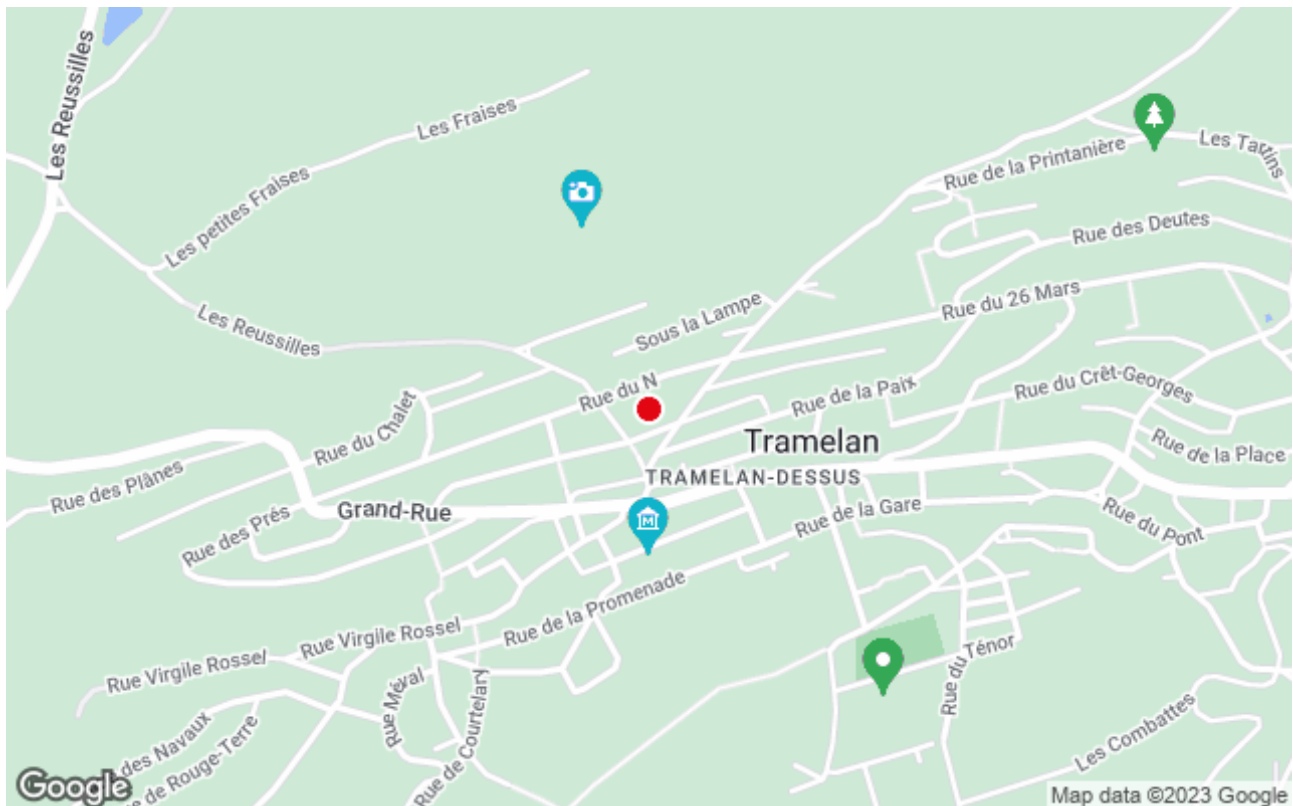 Les Reussilles
Les Fraises
Les petites Fraises
Les Reussilles
Rue de la Printanière
Les Tartins
Rue des Deutes
Rue du 26 Mars
Sous la Lampe
Rue du N
Rue de la Paix
Rue du Crêt-Georges
Rue du Chalet
Tramelan
TRAMELAN-DESSUS
Rue de la Place
Rue des Plânes
Rue des Prés
Grand-Rue
Rue de la Gare
Rue du Pont
Rue de la Promenade
Rue Virgile Rossel
Rue Virgile Rossel
Rue du Ténor
Rue Méval
Rue de Courtelary
des Navaux
de Rouge-Terre
Les Combattes
M
Google
Map data ©2023 Google